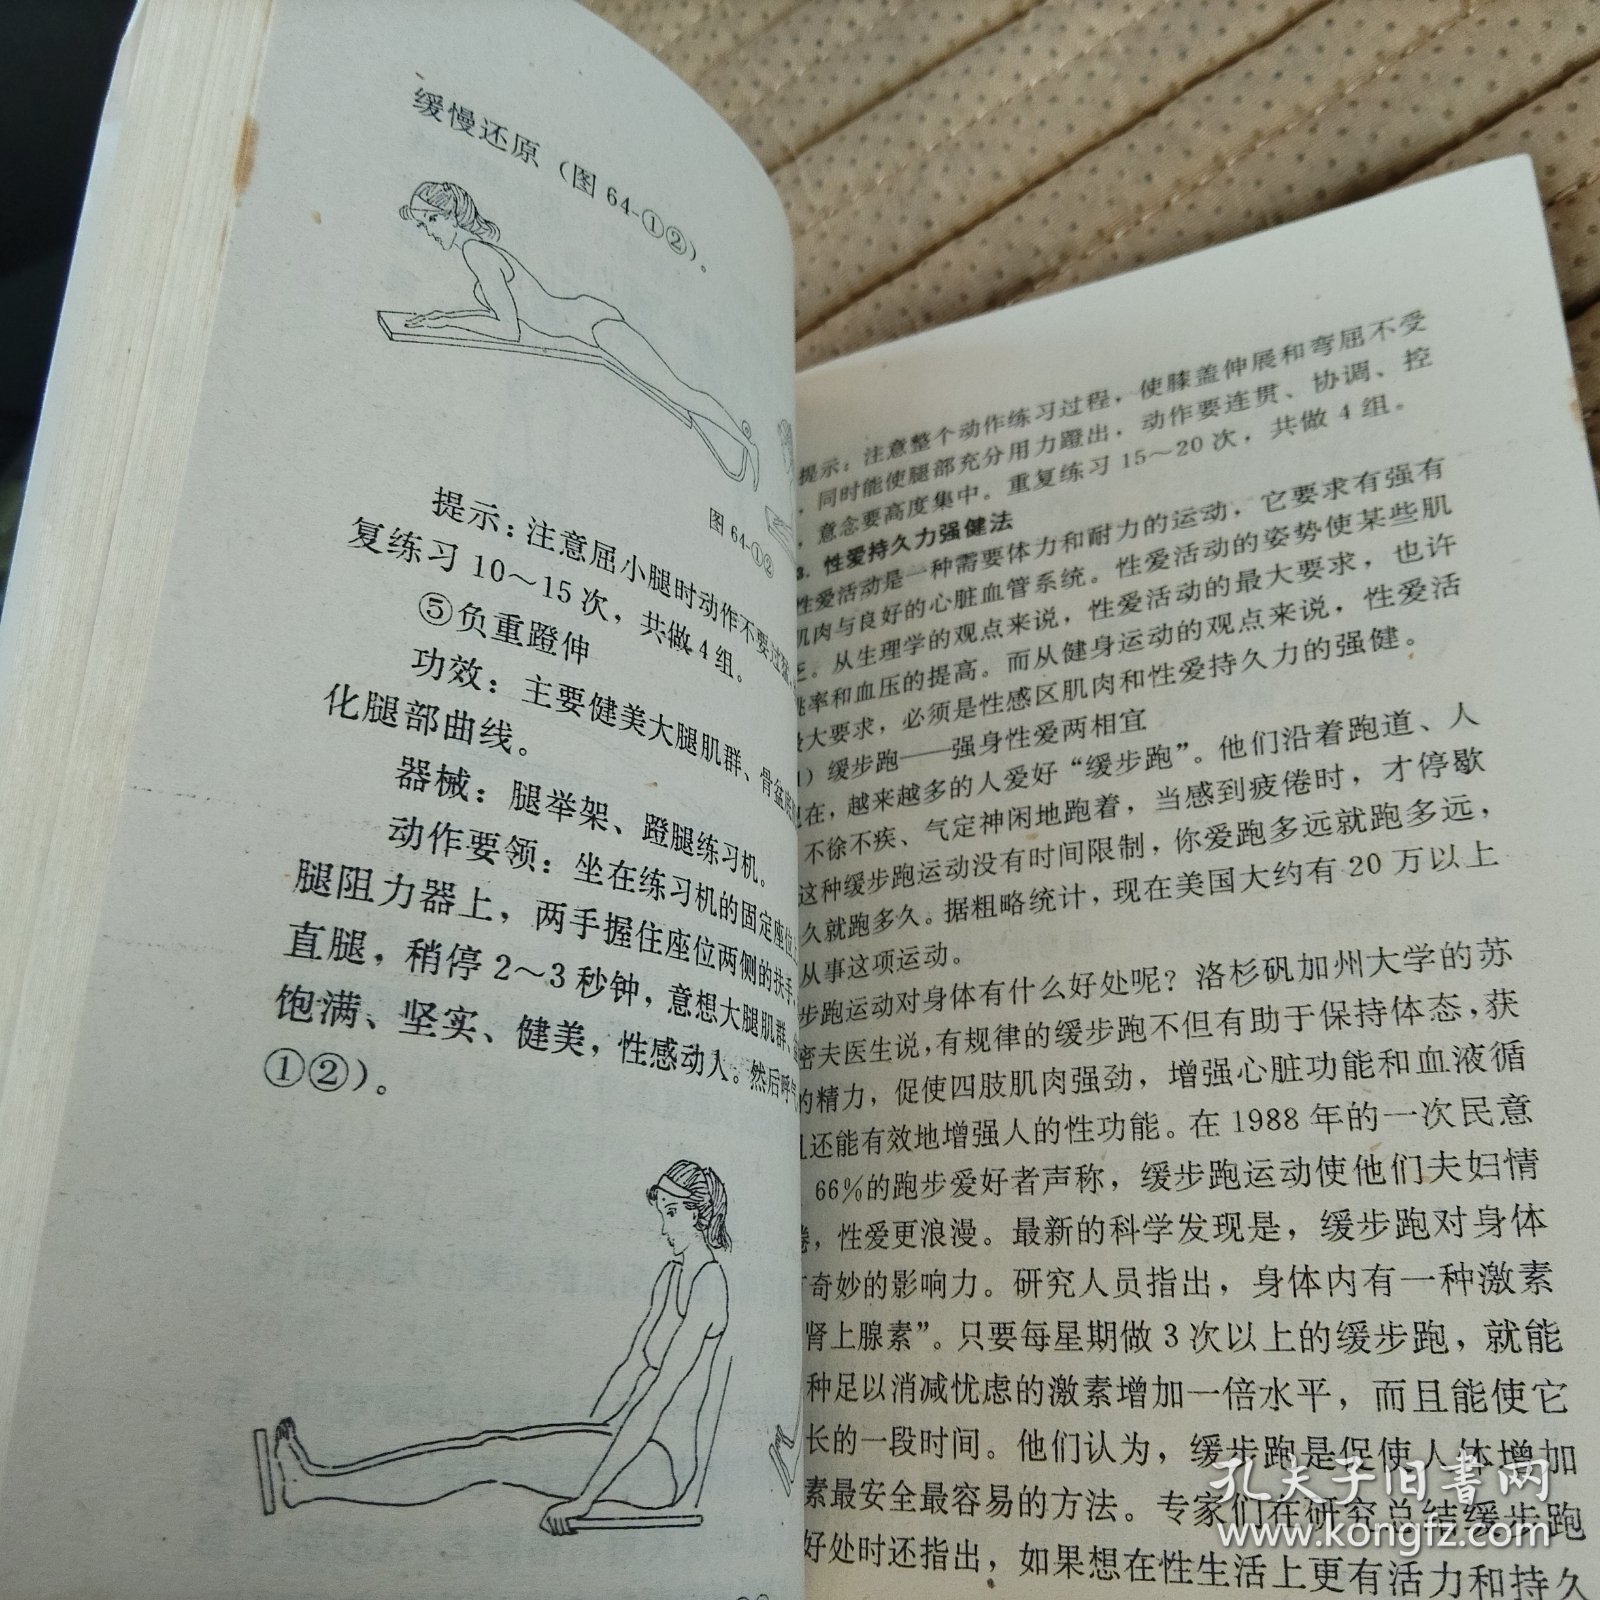 缓慢还原（图 64-①②）。
图 64-①②
提示：注意屈小腿时动作不要过猛，
复练习 10～15 次，共做 4 组。
⑤负重蹬伸
功效：主要健美大腿肌群、骨盆
化腿部曲线。
器械：腿举架、蹬腿练习机。
动作要领：坐在练习机的固定座位
腿阻力器上，两手握住座位两侧的扶手，
直腿，稍停 2～3 秒钟，意想大腿肌群、
饱满、坚实、健美，性感动人。然后呼气
①②）。
提示：注意整个动作练习过程，使膝盖伸展和弯屈不受
，同时能使腿部充分用力蹬出，动作要连贯、协调、控
，意念要高度集中。重复练习 15～20 次，共做 4 组。
3. 性爱持久力强健法
性爱活动是一种需要体力和耐力的运动，它要求有强有
肌肉与良好的心脏血管系统。性爱活动的姿势使某些肌
。从生理学的观点来说，性爱活动的最大要求，也许
率和血压的提高。而从健身运动的观点来说，性爱活
大要求，必须是性感区肌肉和性爱持久力的强健。
）缓步跑——强身性爱两相宜
在，越来越多的人爱好“缓步跑”。他们沿着跑道、人
不徐不疾、气定神闲地跑着，当感到疲倦时，才停歇
这种缓步跑运动没有时间限制，你爱跑多远就跑多远，
久就跑多久。据粗略统计，现在美国大约有 20 万以上
从事这项运动。
步跑运动对身体有什么好处呢？洛杉矶加州大学的苏
密夫医生说，有规律的缓步跑不但有助于保持体态，获
的精力，促使四肢肌肉强劲，增强心脏功能和血液循
还能有效地增强人的性功能。在 1988 年的一次民意
66%的跑步爱好者声称，缓步跑运动使他们夫妇情
，性爱更浪漫。最新的科学发现是，缓步跑对身体
奇妙的影响力。研究人员指出，身体内有一种激素
肾上腺素”。只要每星期做 3 次以上的缓步跑，就能
种足以消减忧虑的激素增加一倍水平，而且能使它
长的一段时间。他们认为，缓步跑是促使人体增加
素最安全最容易的方法。专家们在研究总结缓步跑
好处时还指出，如果想在性生活上更有活力和持久
孔夫子旧书网
www.kongfz.com